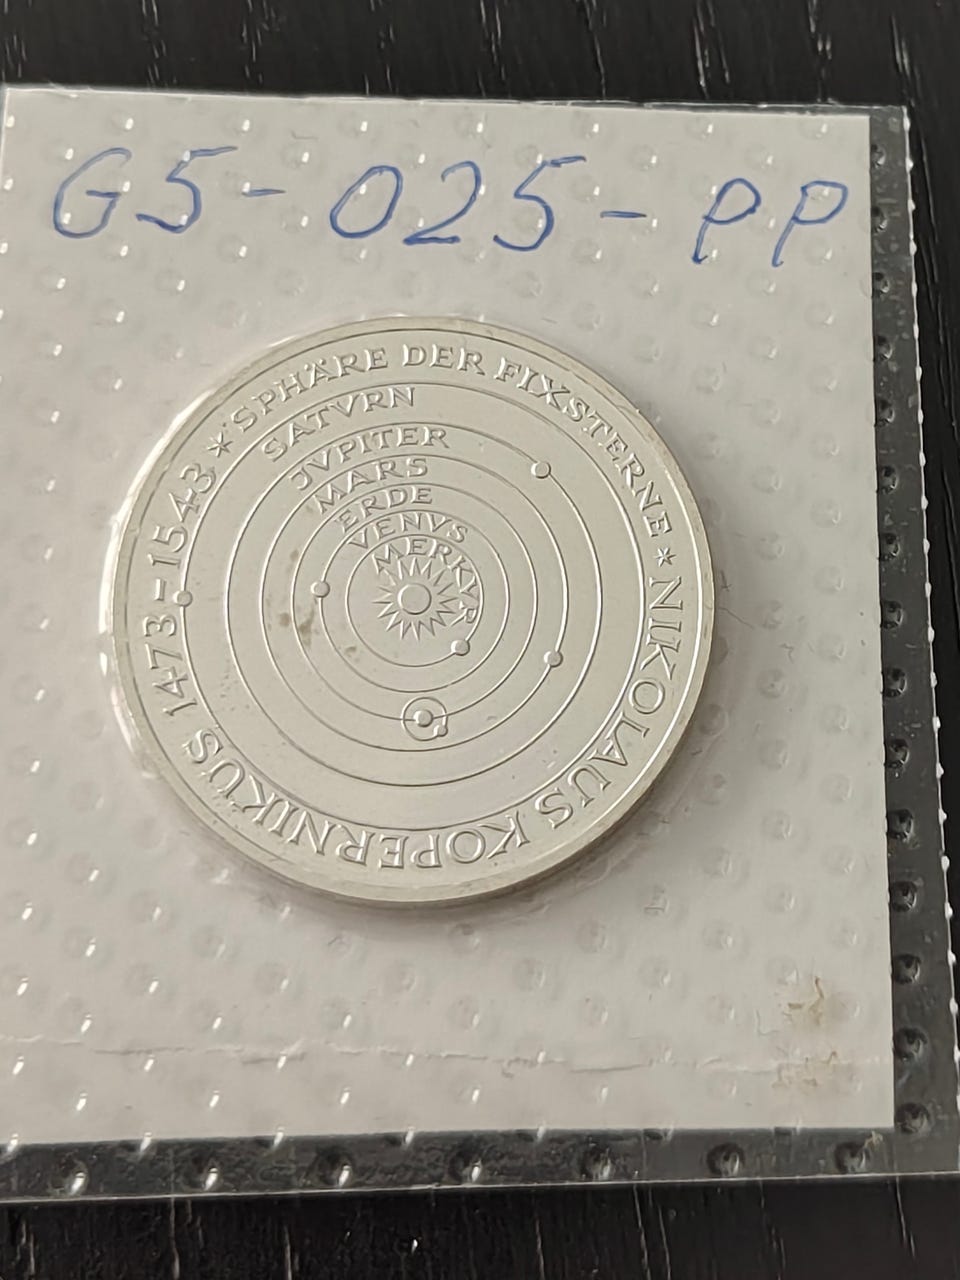 G5-025-PP
* SPHÄRE DER FIXSTERNE * NIKOLAUS KOPERNIKUS 1473-1543
SATVRN
JVPITER
MARS
ERDE
VENVS
MERKVR